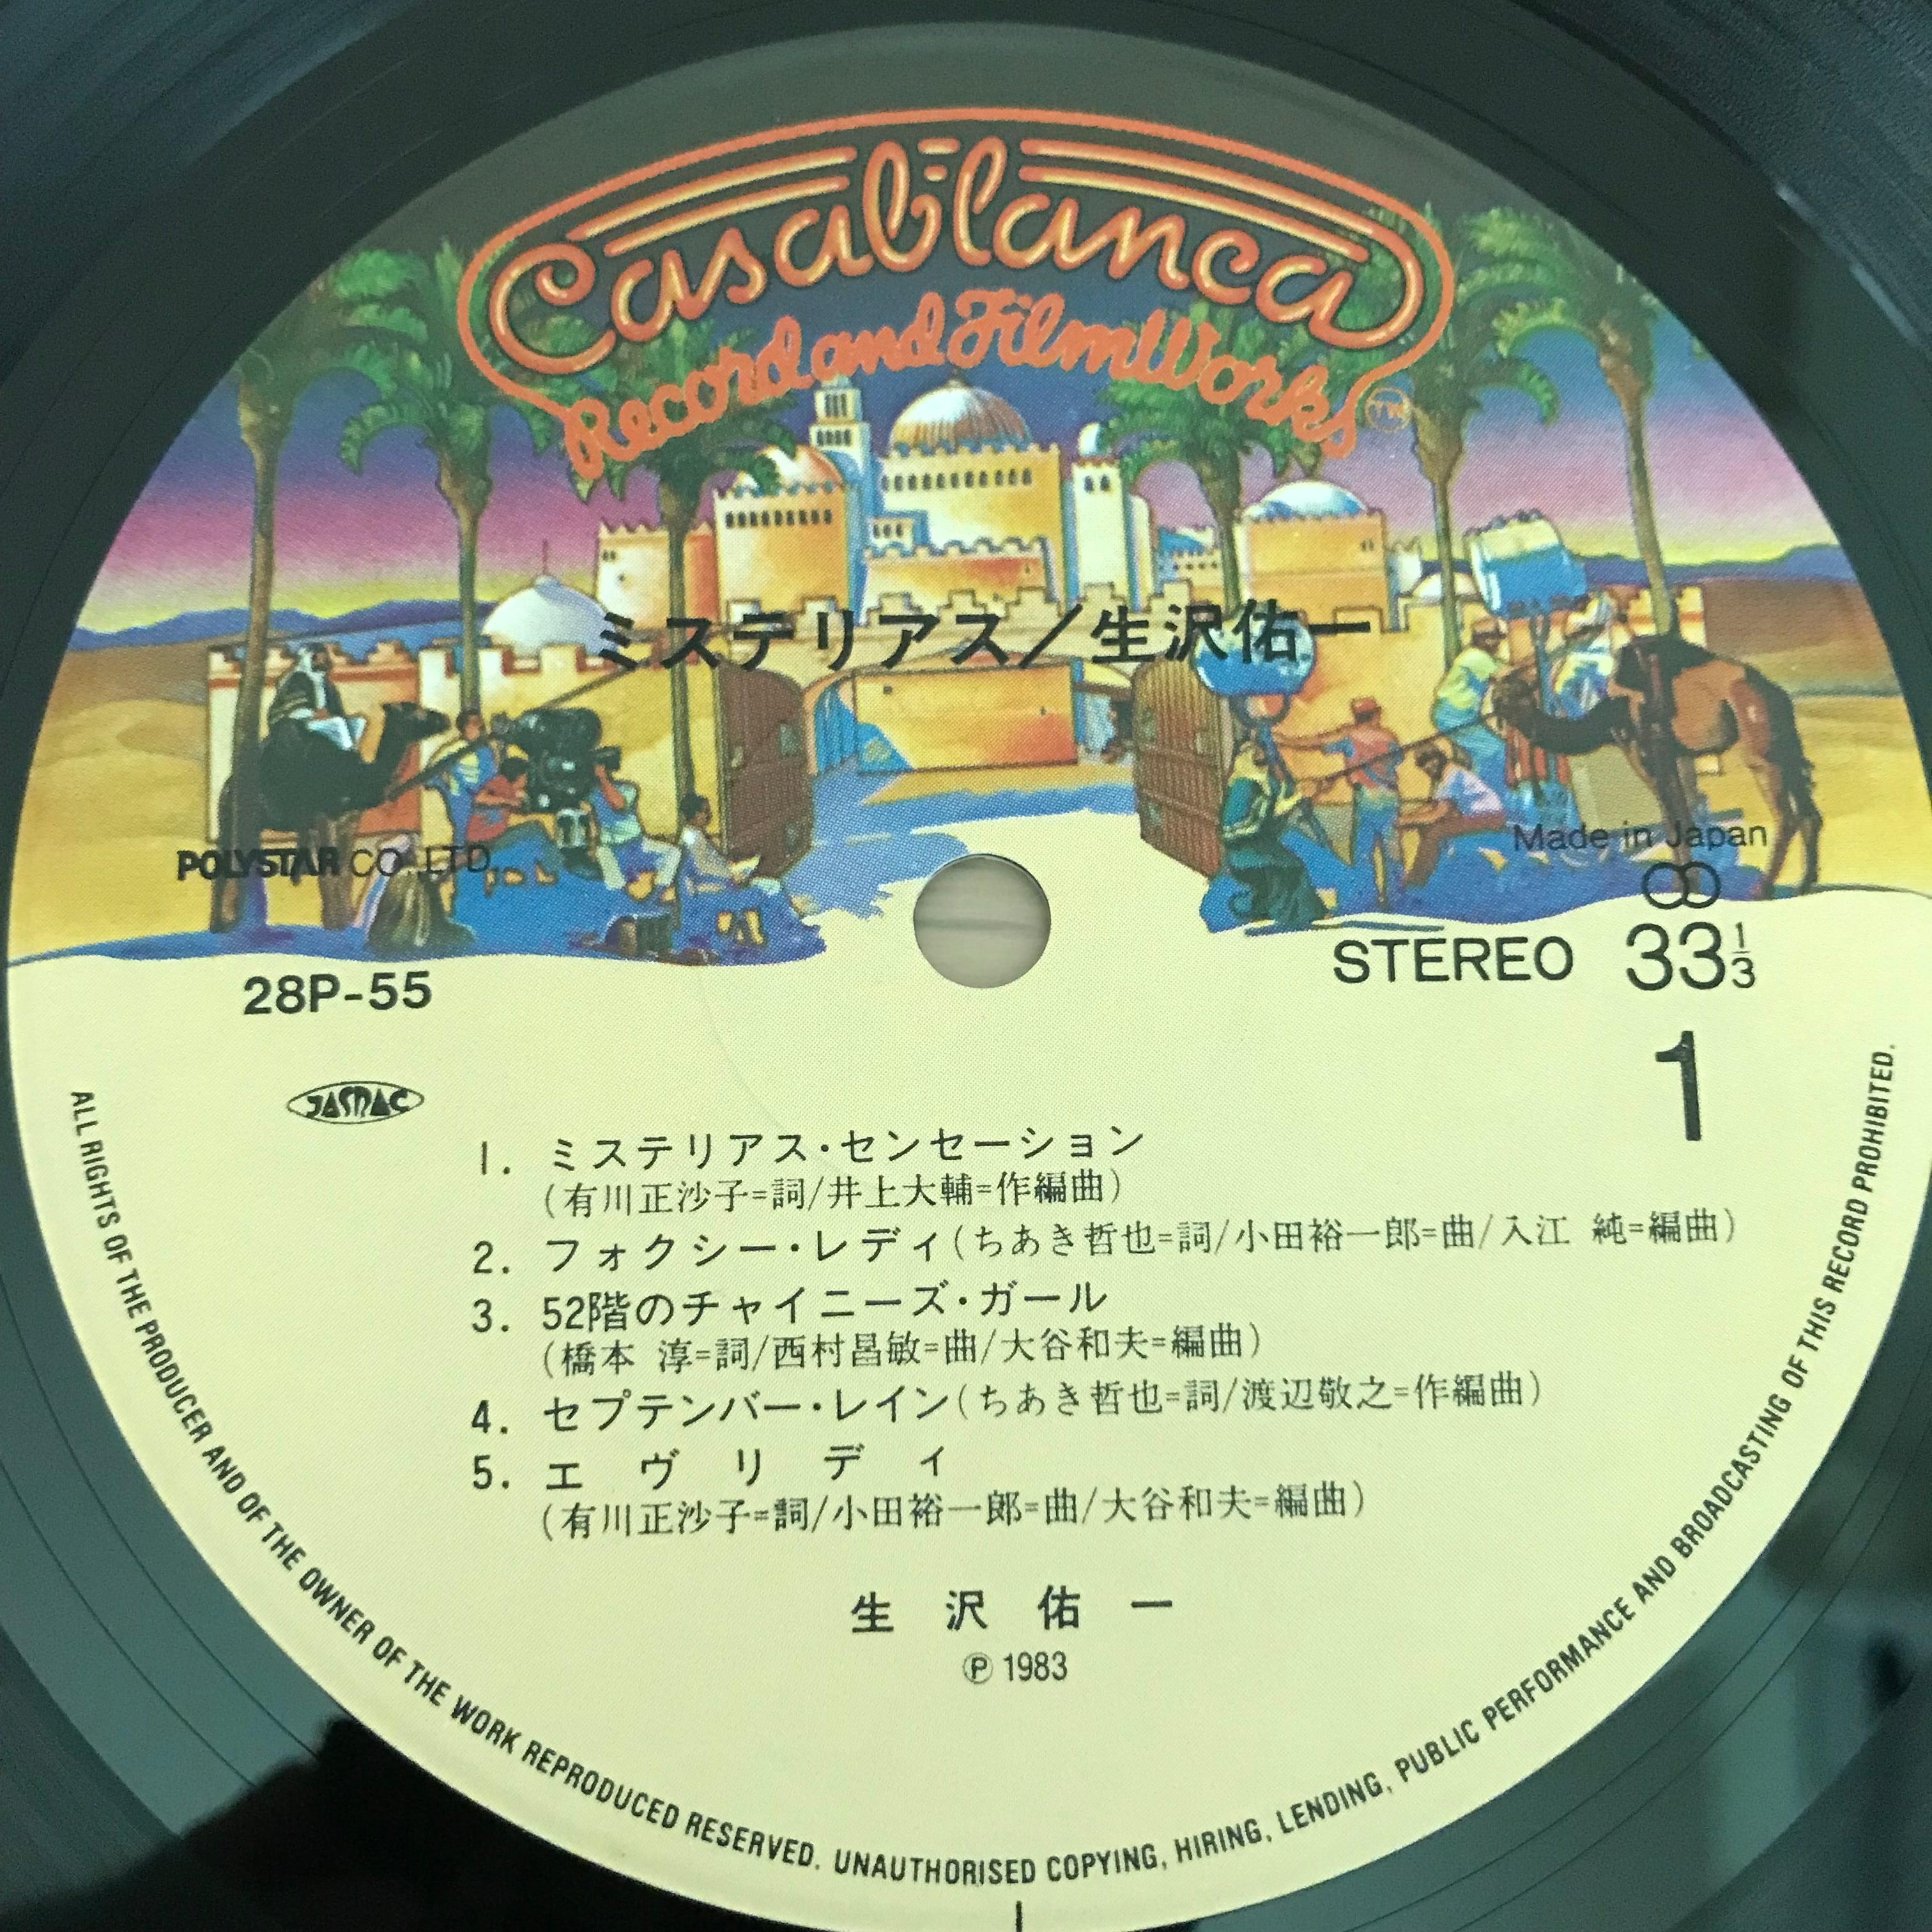 Casablanca
Record and FilmWorks
TM
ミステリアス／生沢佑一
POLYSTAR CO.,LTD.
Made in Japan
28P-55
STEREO 33⅓
1
JASRAC
1. ミステリアス・センセーション
(有川正沙子=詞/井上大輔=作編曲)
2. フォクシー・レディ(ちあき哲也=詞/小田裕一郎=曲/入江 純=編曲)
3. 52階のチャイニーズ・ガール
(橋本 淳=詞/西村昌敏=曲/大谷和夫=編曲)
4. セプテンバー・レイン(ちあき哲也=詞/渡辺敬之=作編曲)
5. エ ヴ リ デ ィ
(有川正沙子=詞/小田裕一郎=曲/大谷和夫=編曲)
生 沢 佑 一
℗ 1983
ALL RIGHTS OF THE PRODUCER AND OF THE OWNER OF THE WORK REPRODUCED RESERVED. UNAUTHORISED COPYING, HIRING, LENDING, PUBLIC PERFORMANCE AND BROADCASTING OF THIS RECORD PROHIBITED.